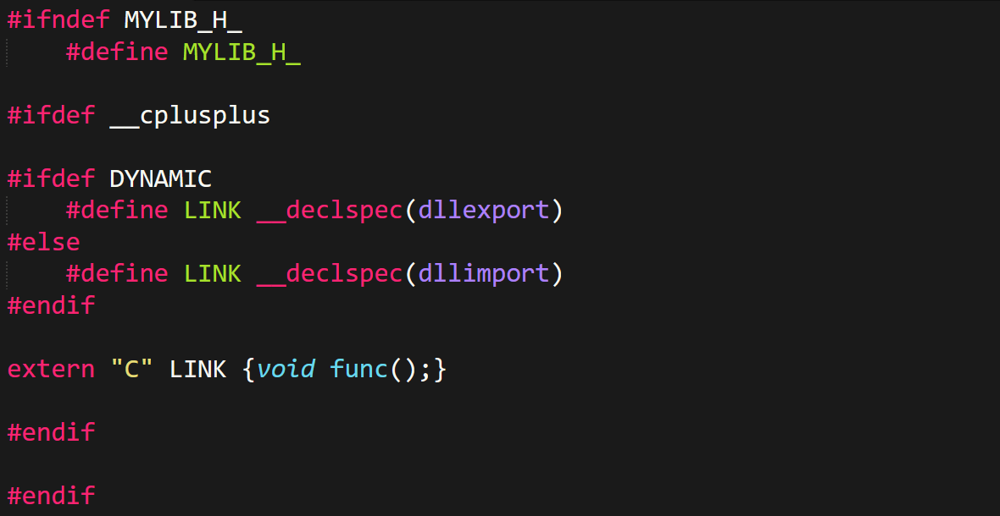 #ifndef MYLIB_H_
#define MYLIB_H_
#ifdef __cplusplus
#ifdef DYNAMIC
#define LINK __declspec(dllexport)
#else
#define LINK __declspec(dllimport)
#endif
extern "C" LINK {void func();}
#endif
#endif